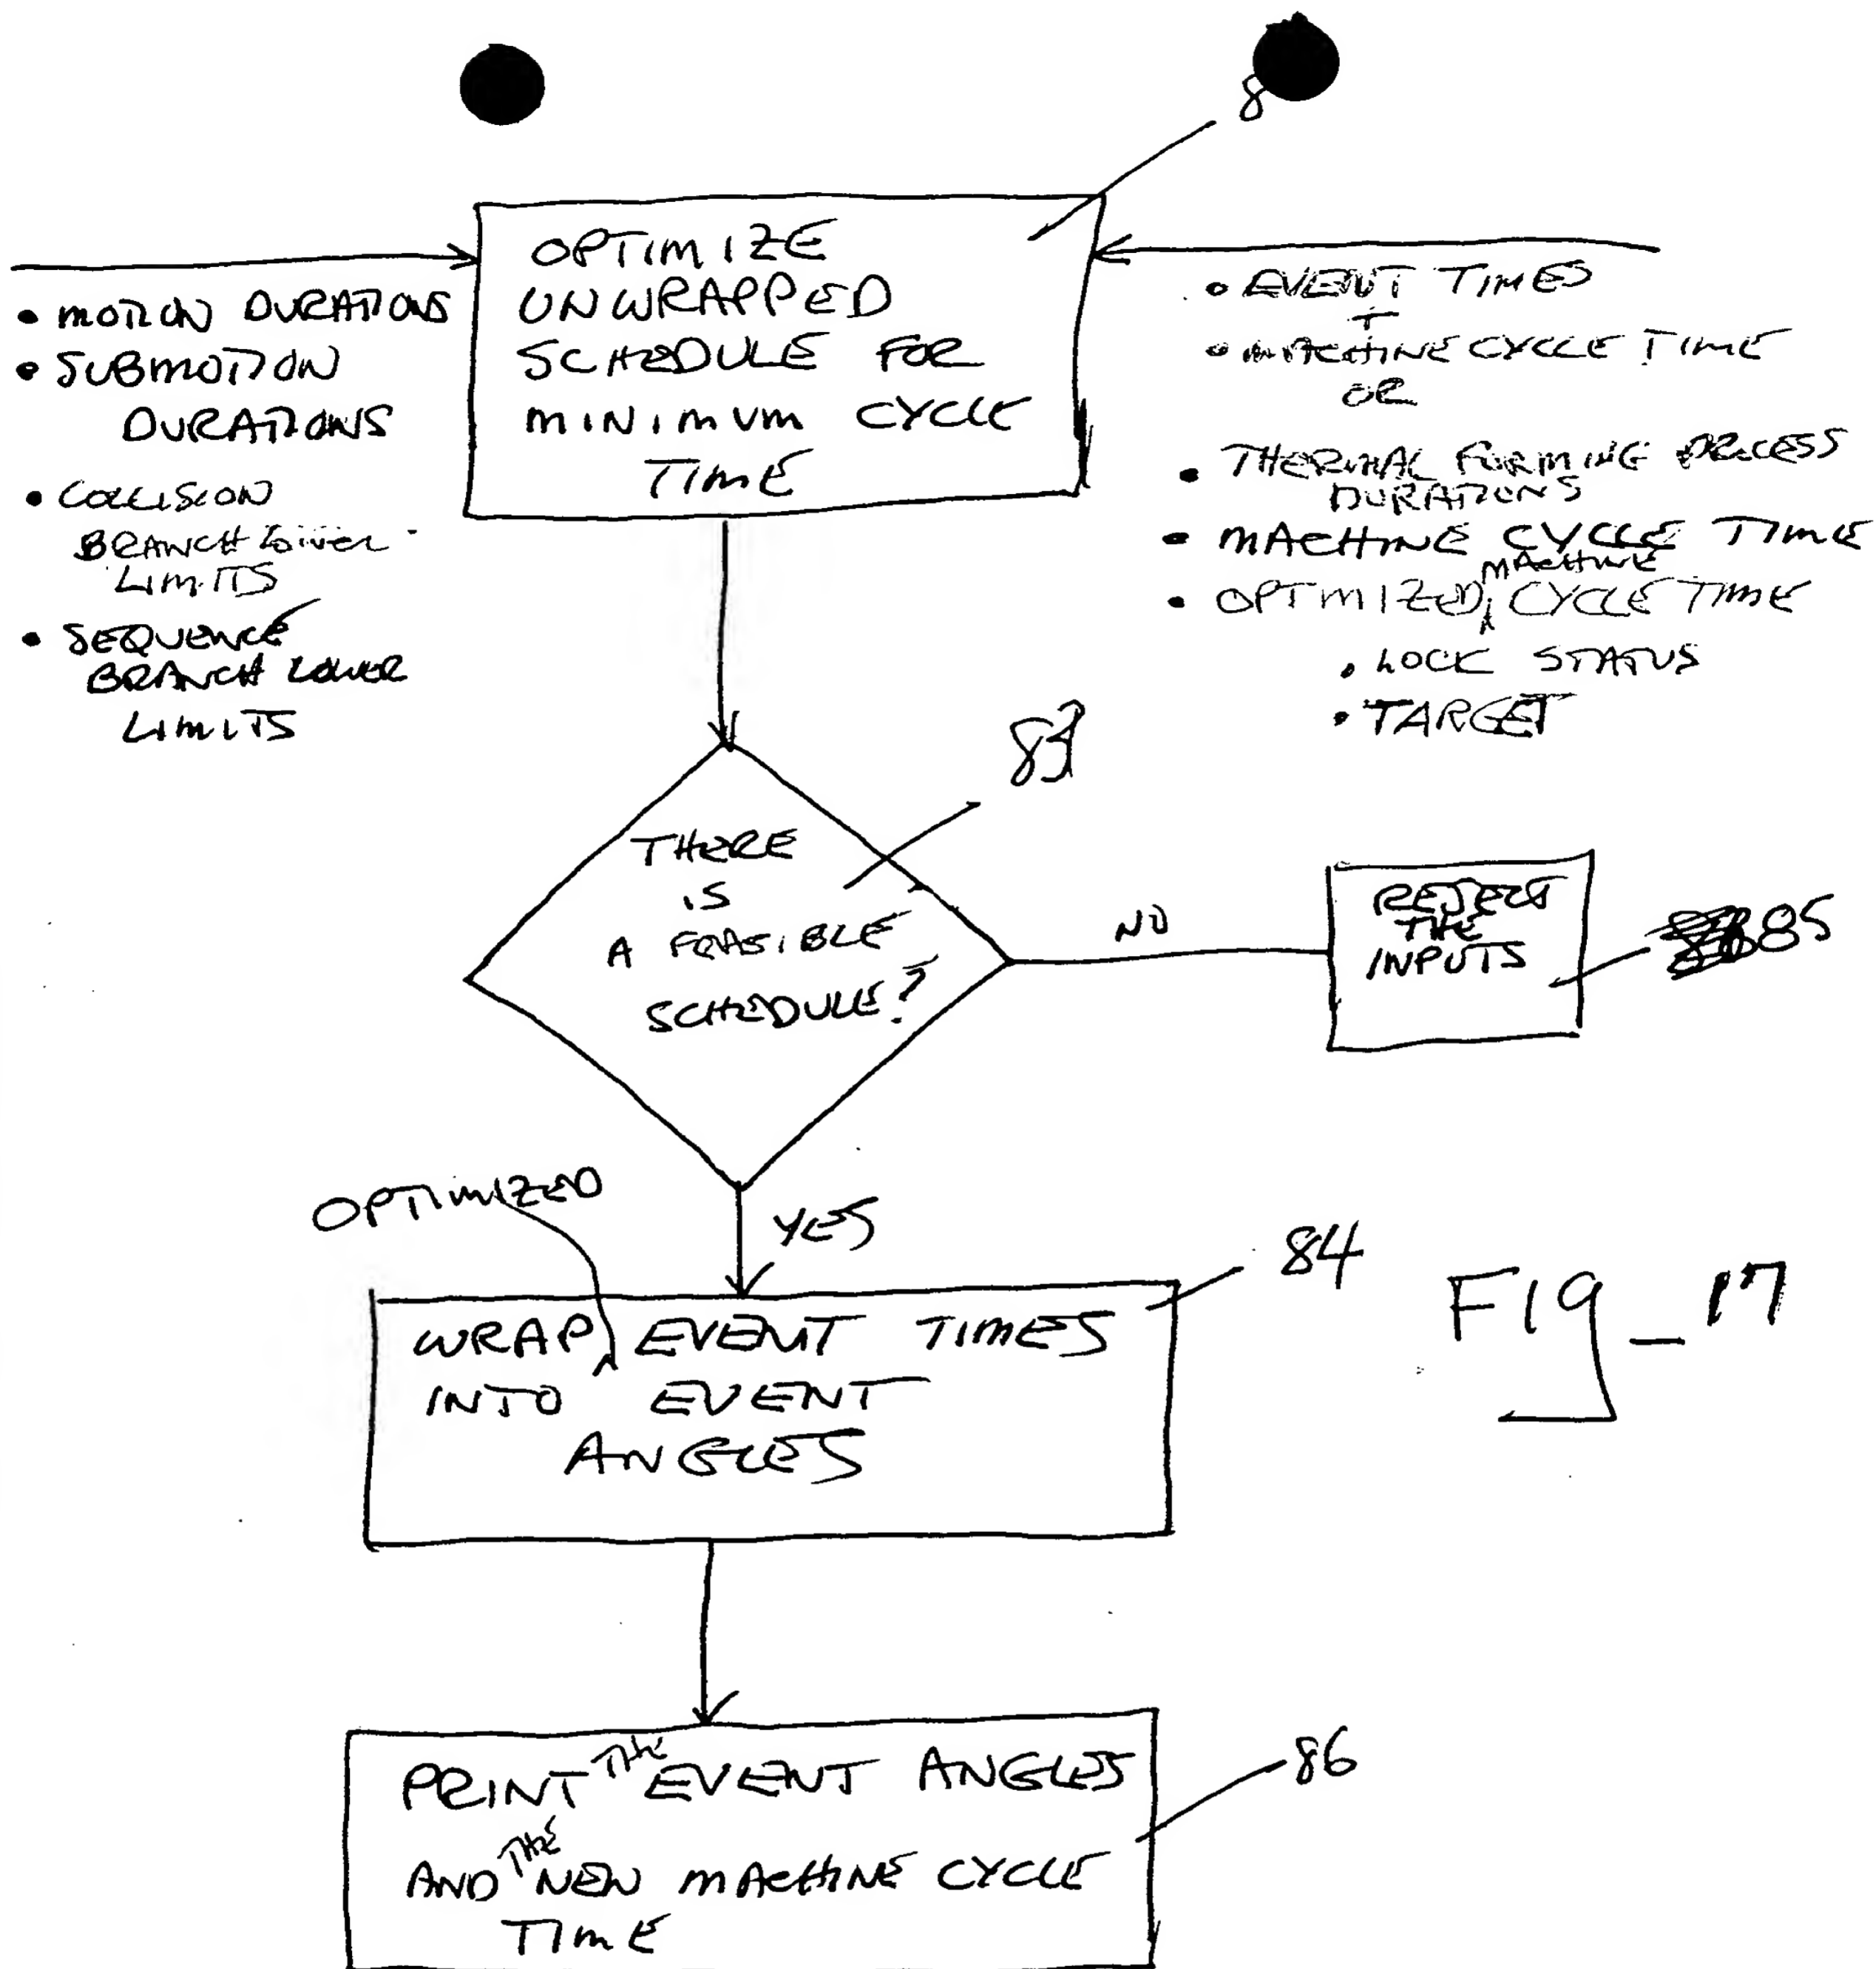 8
OPTIMIZE
UNWRAPPED
SCHEDULE FOR
MINIMUM CYCLE
TIME
• MOTION DURATIONS
• SUBMOTION
DURATIONS
• COLLISION
BRANCH LOWER
LIMITS
• SEQUENCE
BRANCH LOWER
LIMITS
• EVENT TIMES
+
• MACHINE CYCLE TIME
OR
• THERMAL FORMING PROCESS
DURATIONS
• MACHINE CYCLE TIME
• OPTIMIZED MACHINE CYCLE TIME
• LOCK STATUS
• TARGET
83
THERE
IS
A FEASIBLE
SCHEDULE?
NO
REJECT
THE
INPUTS
85
YES
84
WRAP OPTIMIZED EVENT TIMES
INTO EVENT
ANGLES
FIG_17
PRINT THE EVENT ANGLES
AND THE NEW MACHINE CYCLE
TIME
86